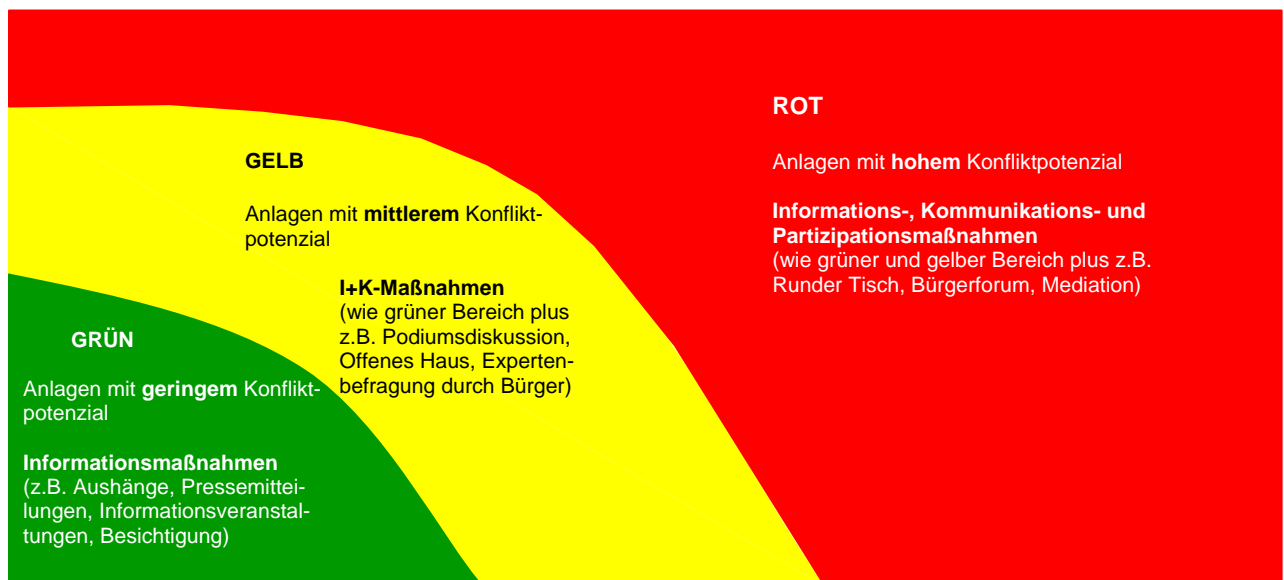 ROT
Anlagen mit hohem Konfliktpotenzial
Informations-, Kommunikations- und
Partizipationsmaßnahmen
(wie grüner und gelber Bereich plus z.B.
Runder Tisch, Bürgerforum, Mediation)
GELB
Anlagen mit mittlerem Konflikt-
potenzial
I+K-Maßnahmen
(wie grüner Bereich plus
z.B. Podiumsdiskussion,
Offenes Haus, Experten-
befragung durch Bürger)
GRÜN
Anlagen mit geringem Konflikt-
potenzial
Informationsmaßnahmen
(z.B. Aushänge, Pressemittei-
lungen, Informationsveranstal-
tungen, Besichtigung)